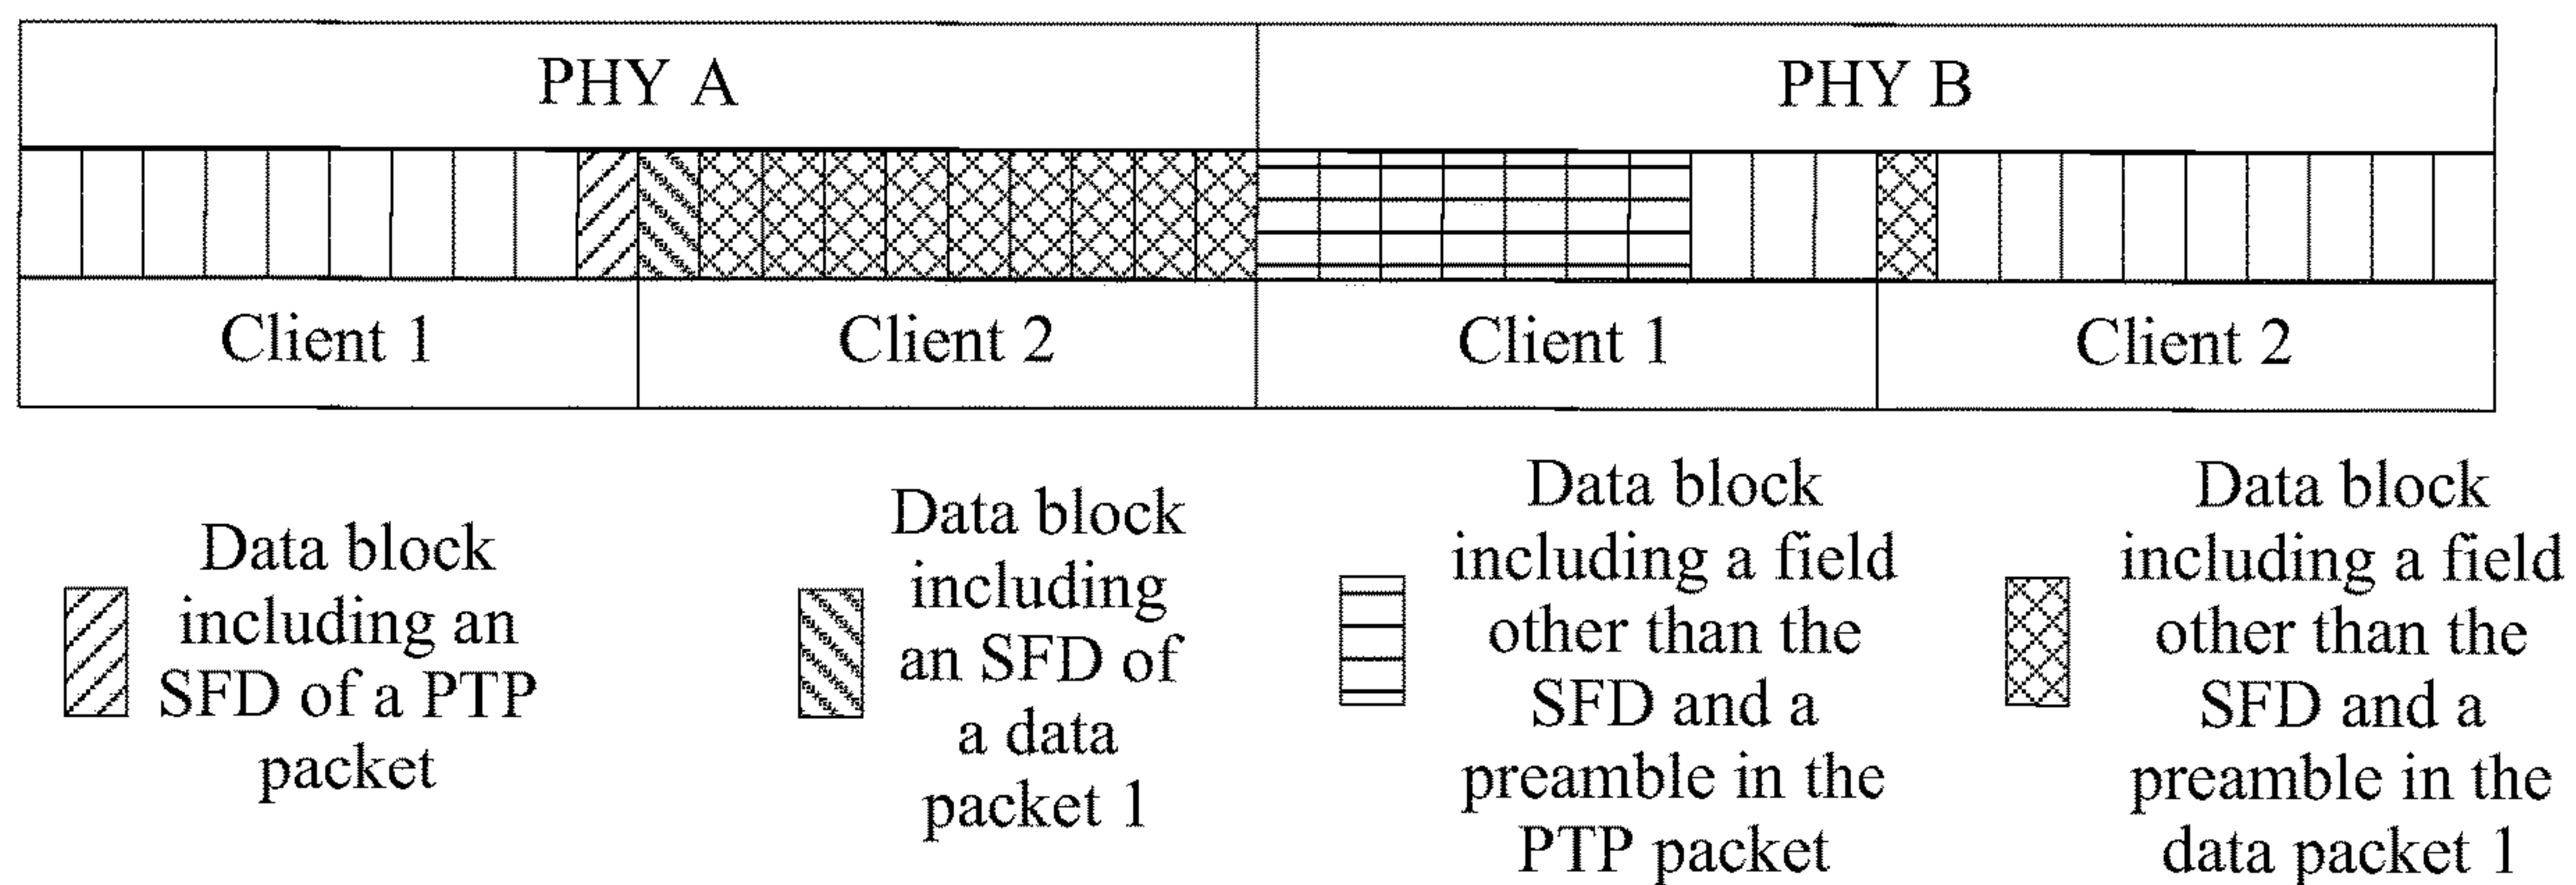 PHY A
PHY B
Client 1
Client 2
Client 1
Client 2
Data block
including an
SFD of a PTP
packet
Data block
including
an SFD of
a data
packet 1
Data block
including a field
other than the
SFD and a
preamble in the
PTP packet
Data block
including a field
other than the
SFD and a
preamble in the
data packet 1